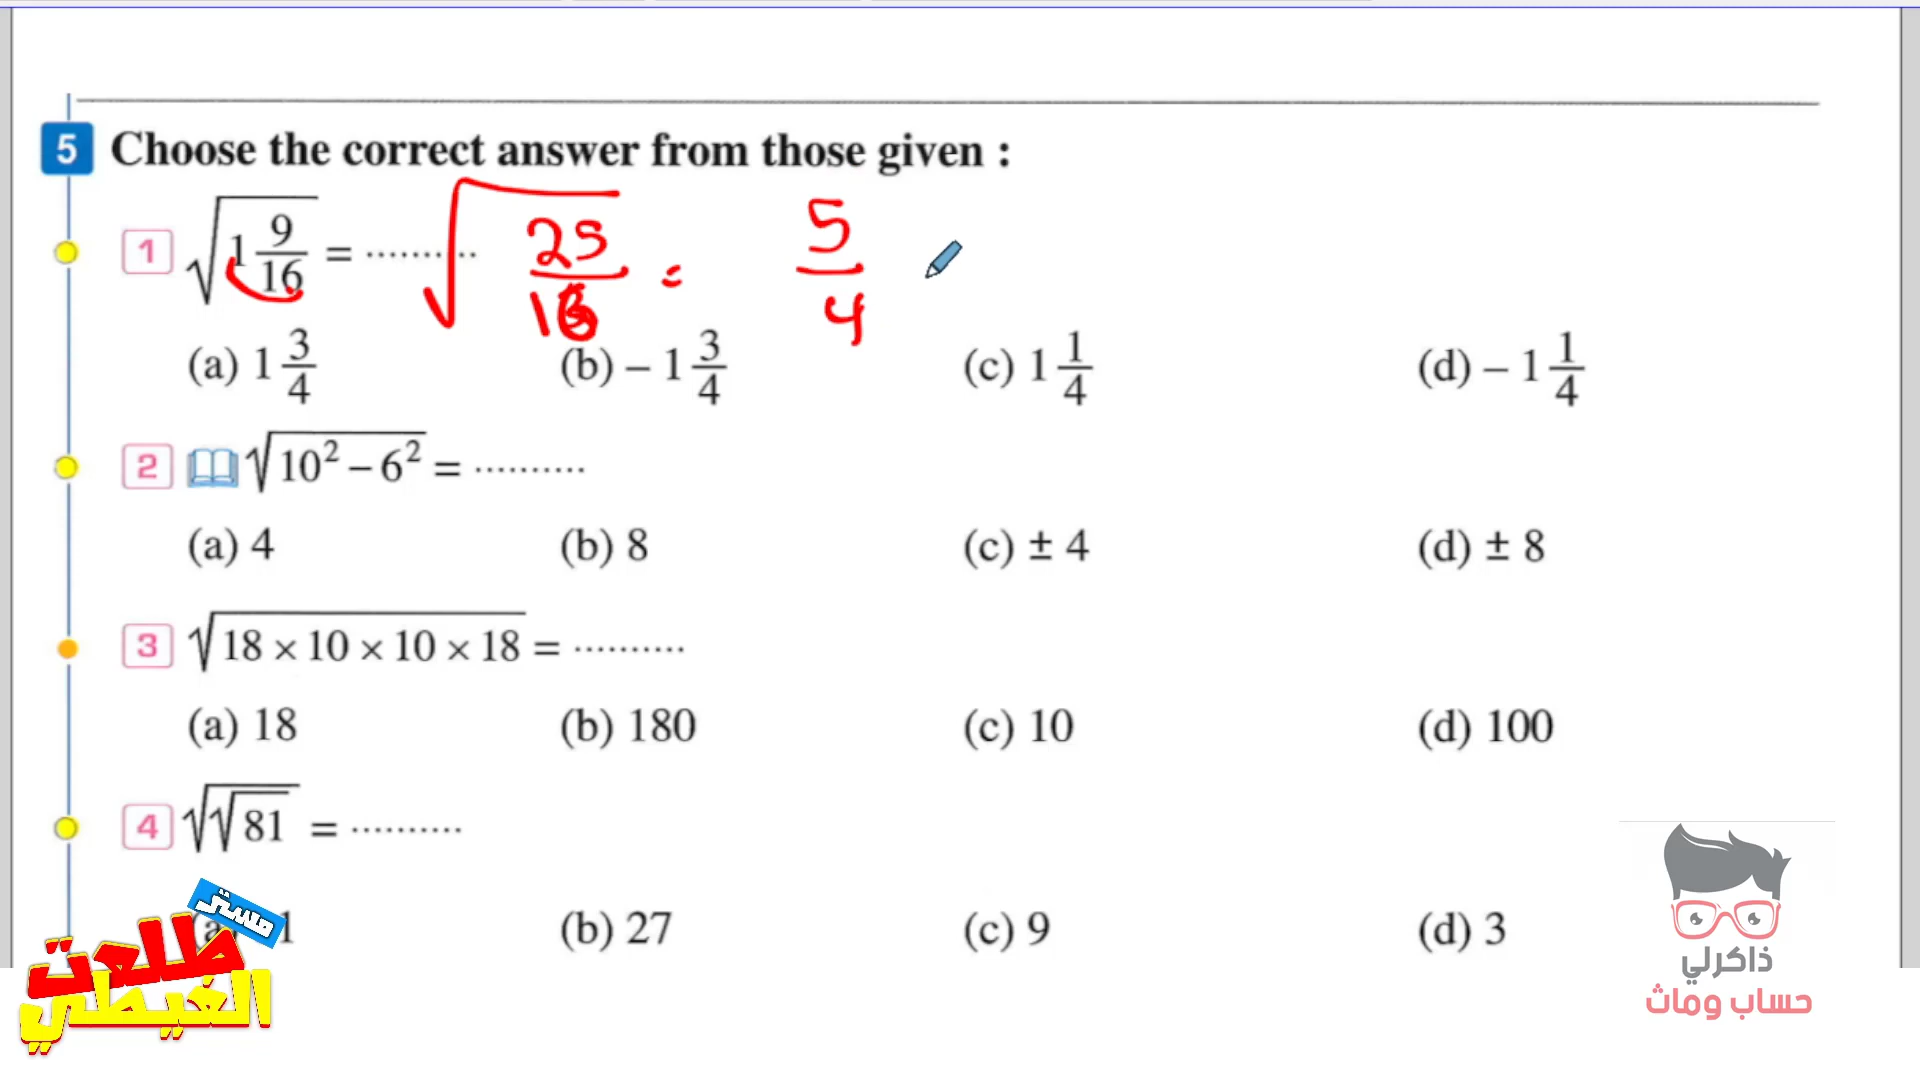 5 Choose the correct answer from those given :
1 √(1 9/16) = .......... √(25/16) = 5/4
(a) 1 3/4 (b) – 1 3/4 (c) 1 1/4 (d) – 1 1/4
2 √(10² – 6²) = ..........
(a) 4 (b) 8 (c) ± 4 (d) ± 8
3 √(18 × 10 × 10 × 18) = ..........
(a) 18 (b) 180 (c) 10 (d) 100
4 √√81 = ..........
(b) 27 (c) 9 (d) 3
مستر
طلعت
الغيطي
ذاكرلي
حساب وماث